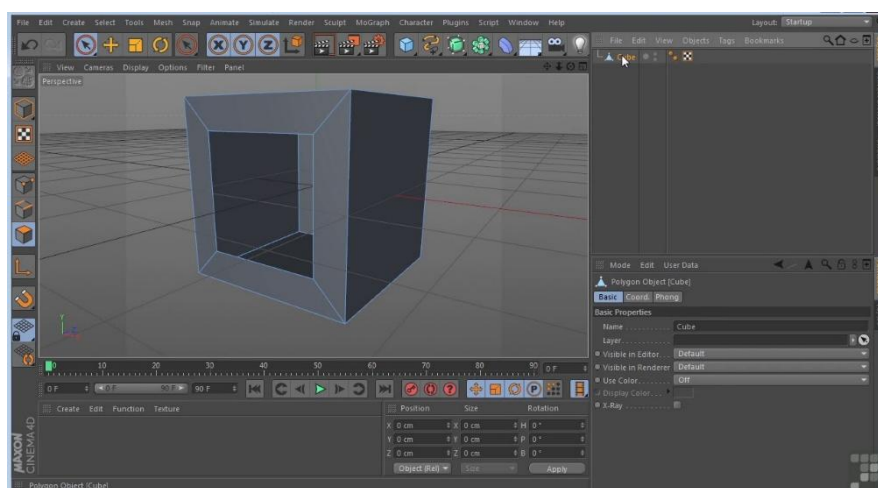 File Edit Create Select Tools Mesh Snap Animate Simulate Render Sculpt MoGraph Character Plugins Script Window Help
Layout: Startup
File Edit View Objects Tags Bookmarks
View Cameras Display Options Filter Panel
Cube
Perspective
Mode Edit User Data
Polygon Object [Cube]
Basic Coord. Phong
Basic Properties
Name . . . . . . . . . . Cube
Layer . . . . . . . . . .
Visible in Editor . . . Default
Visible in Renderer Default
Use Color . . . . . . . Off
Display Color . . .
X-Ray . . . . . . . . . .
Y
Z
0 10 20 30 40 50 60 70 80 90 0 F
0 F 0 F 90 F 90 F
Create Edit Function Texture
Position Size Rotation
X 0 cm X 0 cm H 0 °
Y 0 cm Y 0 cm P 0 °
Z 0 cm Z 0 cm B 0 °
Object (Rel) Size Apply
MAXON
CINEMA 4D
Polygon Object [Cube]